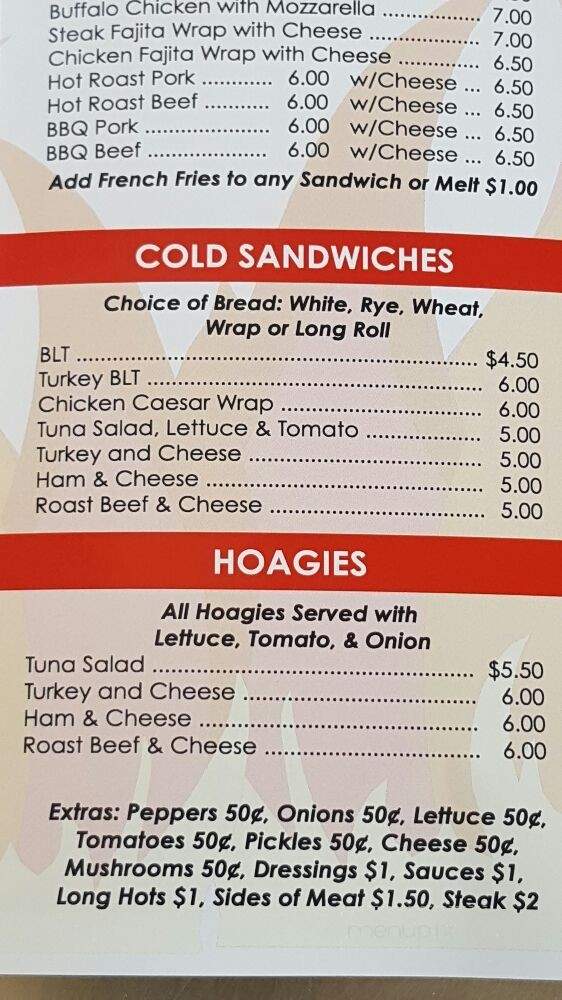 Buffalo Chicken with Mozzarella .................. 7.00
Steak Fajita Wrap with Cheese .................. 7.00
Chicken Fajita Wrap with Cheese ............... 6.50
Hot Roast Pork ............. 6.00 w/Cheese ... 6.50
Hot Roast Beef ............ 6.00 w/Cheese ... 6.50
BBQ Pork ....................... 6.00 w/Cheese ... 6.50
BBQ Beef ...................... 6.00 w/Cheese ... 6.50
Add French Fries to any Sandwich or Melt $1.00
COLD SANDWICHES
Choice of Bread: White, Rye, Wheat,
Wrap or Long Roll
BLT .......................................................................... $4.50
Turkey BLT ............................................................. 6.00
Chicken Caesar Wrap .................................... 6.00
Tuna Salad, Lettuce & Tomato ..................... 5.00
Turkey and Cheese .......................................... 5.00
Ham & Cheese .................................................. 5.00
Roast Beef & Cheese ....................................... 5.00
HOAGIES
All Hoagies Served with
Lettuce, Tomato, & Onion
Tuna Salad .......................................................... $5.50
Turkey and Cheese .......................................... 6.00
Ham & Cheese .................................................. 6.00
Roast Beef & Cheese ....................................... 6.00
Extras: Peppers 50¢, Onions 50¢, Lettuce 50¢,
Tomatoes 50¢, Pickles 50¢, Cheese 50¢,
Mushrooms 50¢, Dressings $1, Sauces $1,
Long Hots $1, Sides of Meat $1.50, Steak $2